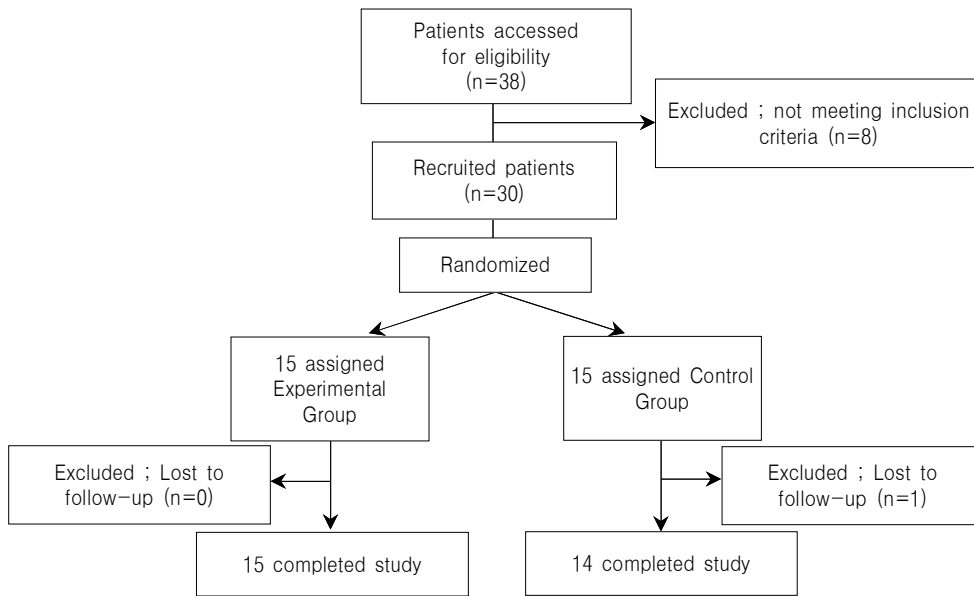 Patients accessed
for eligibility
(n=38)
Excluded ; not meeting inclusion
criteria (n=8)
Recruited patients
(n=30)
Randomized
15 assigned
Experimental
Group
15 assigned Control
Group
Excluded ; Lost to
follow-up (n=0)
Excluded ; Lost to
follow-up (n=1)
15 completed study
14 completed study